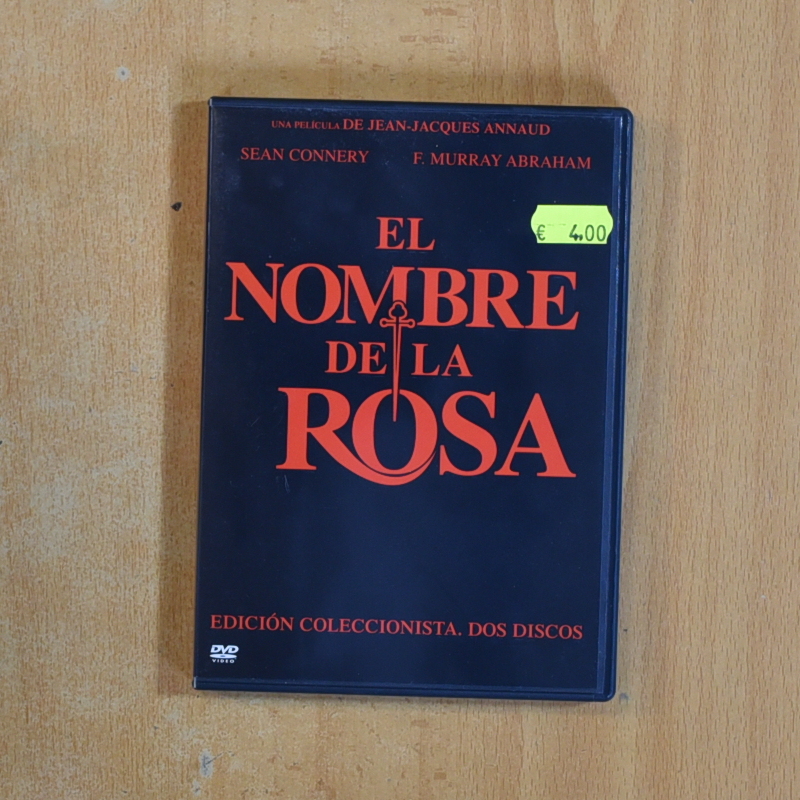 UNA PELÍCULA DE JEAN-JACQUES ANNAUD
SEAN CONNERY F. MURRAY ABRAHAM
€ 4.00
EL
NOMBRE
DE LA
ROSA
EDICIÓN COLECCIONISTA. DOS DISCOS
DVD
VIDEO